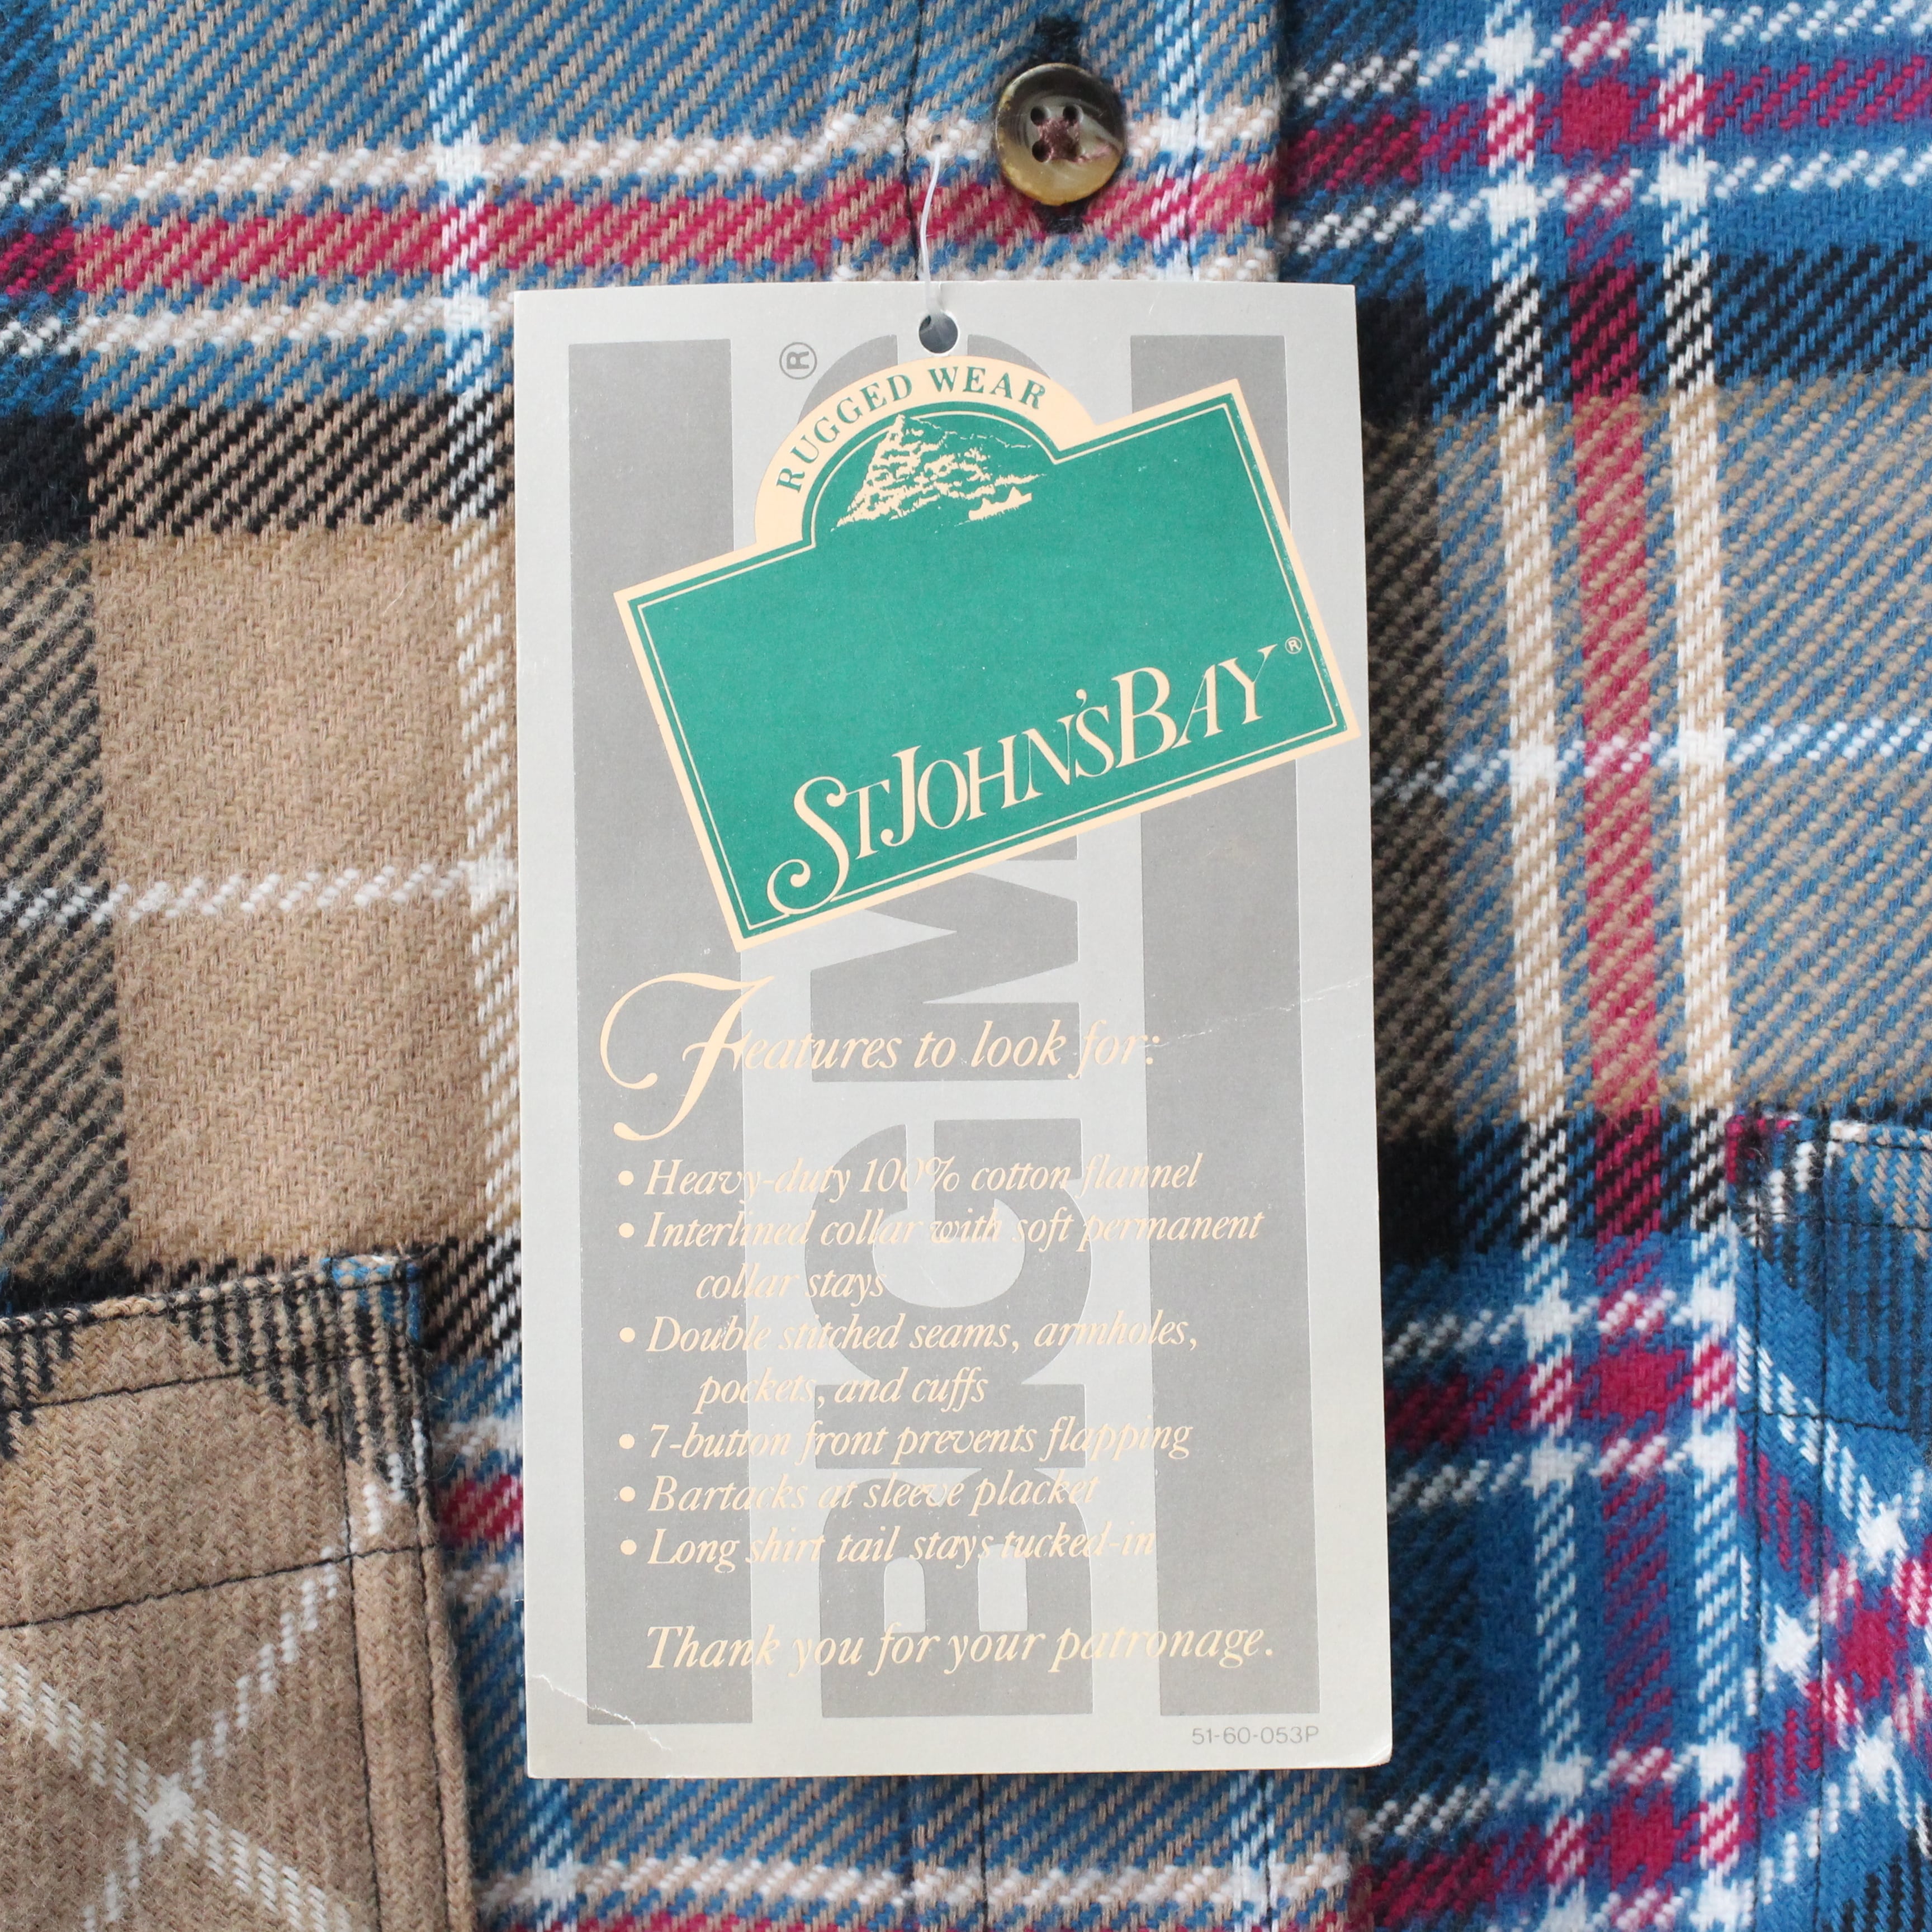 ®
RUGGED WEAR
ST JOHN'S BAY®
BIG MAC
Features to look for:
• Heavy-duty 100% cotton flannel
• Interlined collar with soft permanent
collar stays
• Double stitched seams, armholes,
pockets, and cuffs
• 7-button front prevents flapping
• Bartacks at sleeve placket
• Long shirt tail stays tucked-in
Thank you for your patronage.
51-60-053P